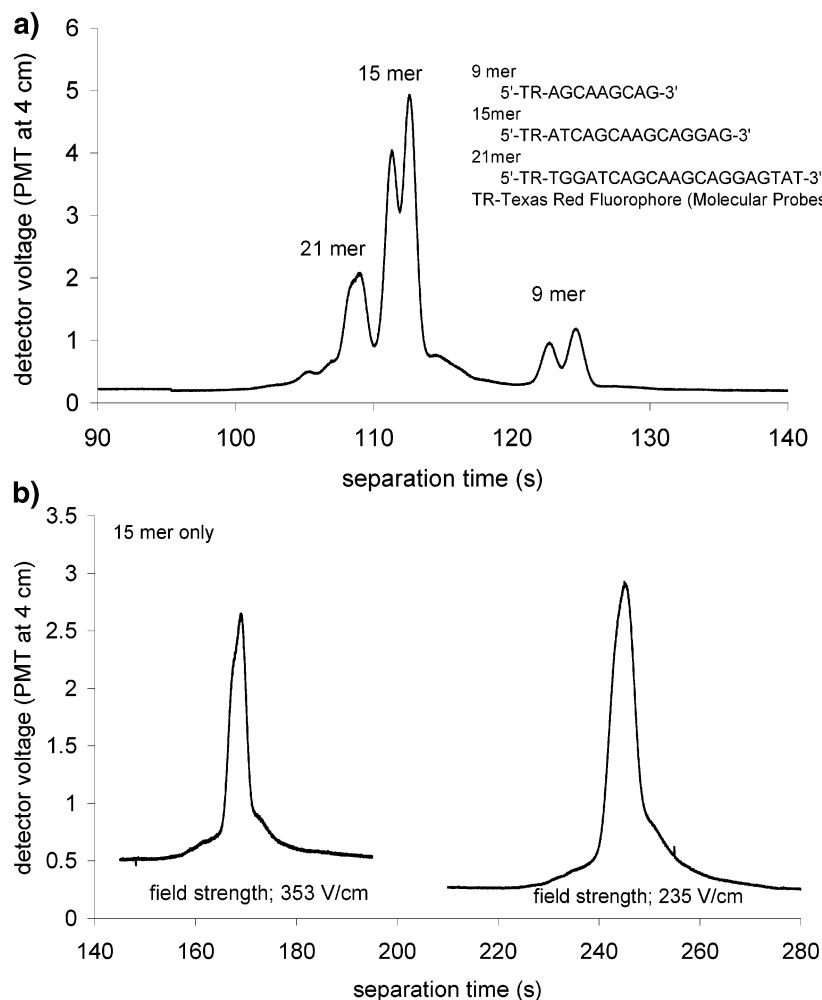 a)
6
5
4
3
2
1
0
detector voltage (PMT at 4 cm)
15 mer
21 mer
9 mer
9 mer
5'-TR-AGCAAGCAG-3'
15mer
5'-TR-ATCAGCAAGCAGGAG-3'
21mer
5'-TR-TGGATCAGCAAGCAGGAGTAT-3'
TR-Texas Red Fluorophore (Molecular Probes
90 100 110 120 130 140
separation time (s)
b)
3.5
3
2.5
2
1.5
1
0.5
0
detector voltage (PMT at 4 cm)
15 mer only
field strength; 353 V/cm
field strength; 235 V/cm
140 160 180 200 220 240 260 280
separation time (s)